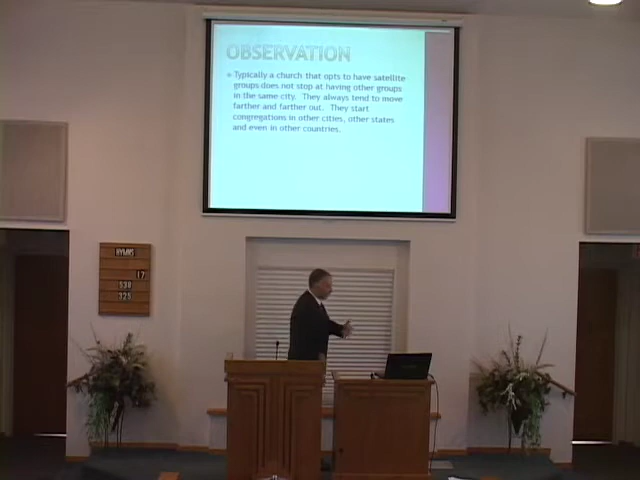 OBSERVATION
Typically a church that opts to have satellite
groups does not stop at having other groups
in the same city. They always tend to move
farther and farther out. They start
congregations in other cities, other states
and even in other countries.
HYMNS
17
538
325